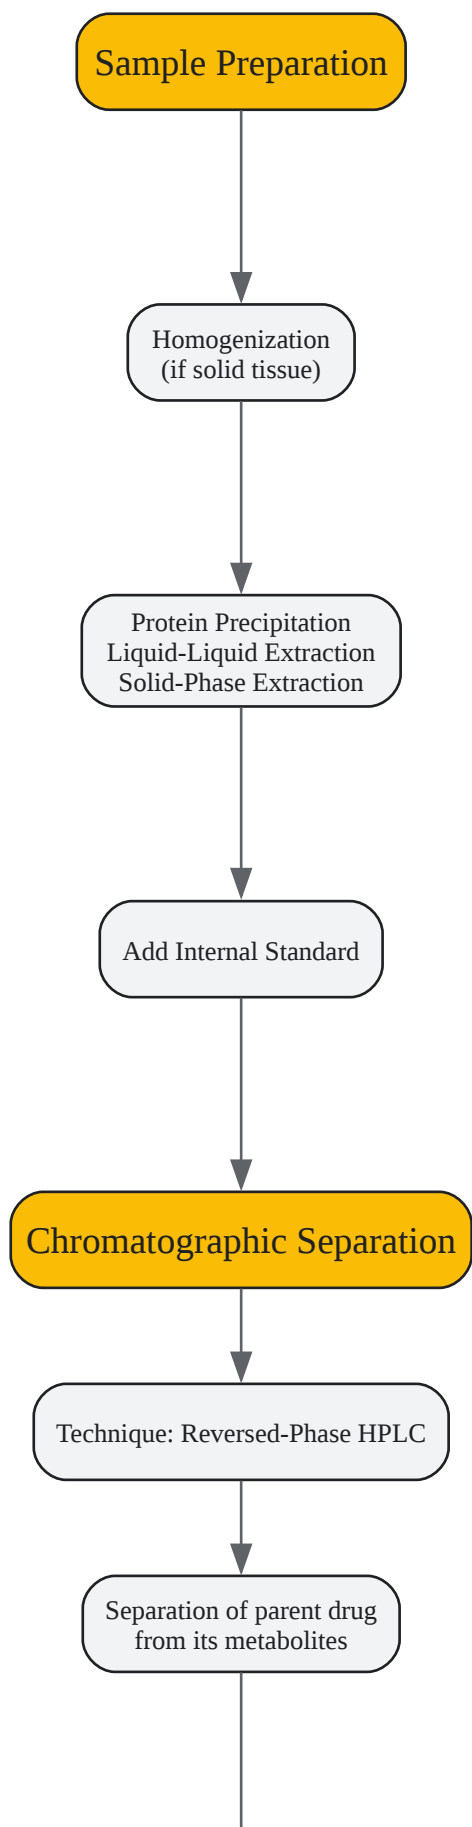 Sample Preparation
Homogenization
(if solid tissue)
Protein Precipitation
Liquid-Liquid Extraction
Solid-Phase Extraction
Add Internal Standard
Chromatographic Separation
Technique: Reversed-Phase HPLC
Separation of parent drug
from its metabolites